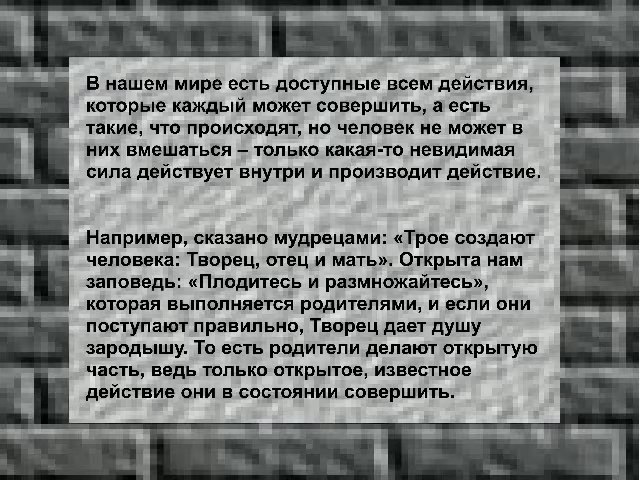 В нашем мире есть доступные всем действия,
которые каждый может совершить, а есть
такие, что происходят, но человек не может в
них вмешаться – только какая-то невидимая
сила действует внутри и производит действие.
Например, сказано мудрецами: «Трое создают
человека: Творец, отец и мать». Открыта нам
заповедь: «Плодитесь и размножайтесь»,
которая выполняется родителями, и если они
поступают правильно, Творец дает душу
зародышу. То есть родители делают открытую
часть, ведь только открытое, известное
действие они в состоянии совершить.